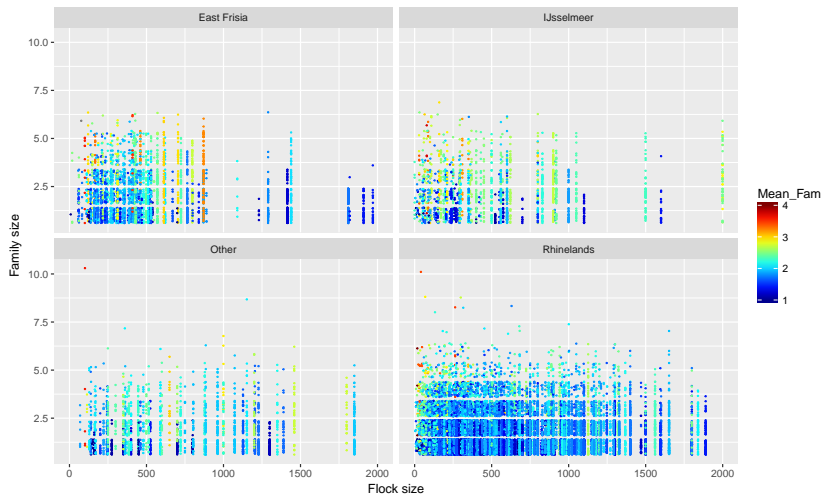 East Frisia IJsselmeer
10.0
7.5
5.0
2.5
Other Rhinelands
10.0
7.5
5.0
2.5
0 500 1000 1500 2000 0 500 1000 1500 2000
Flock size
Family size
Mean_Fam
4
3
2
1